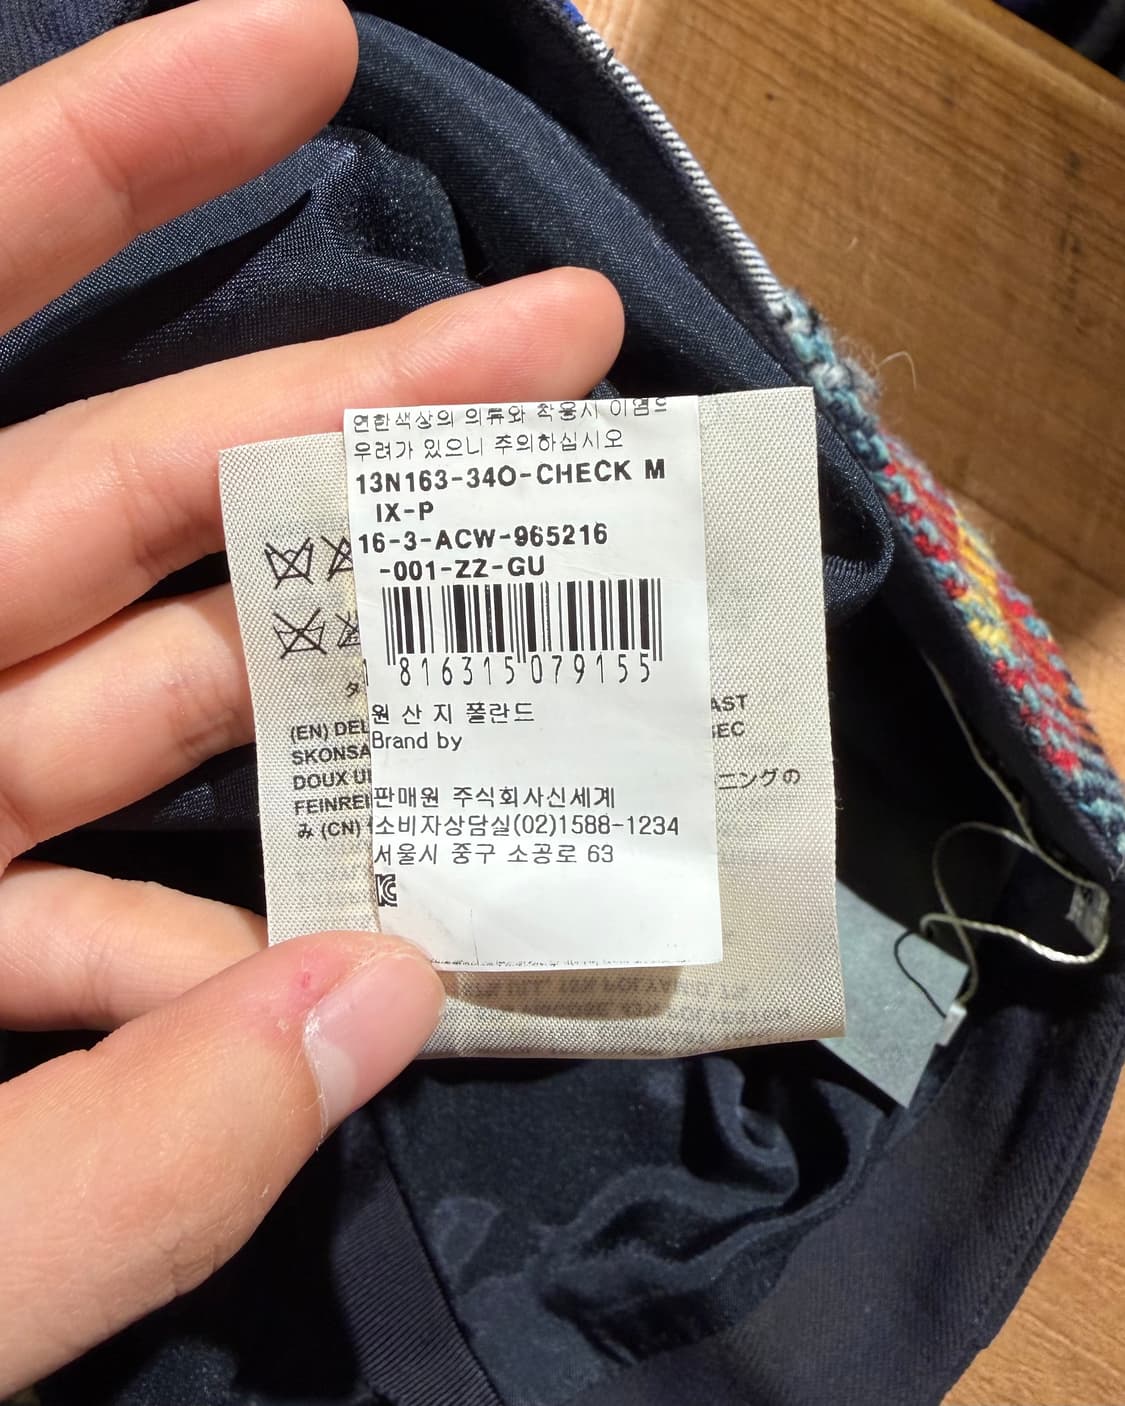 연한색상의 의류와 착용시 이염으
우려가 있으니 주의하십시오
13N163-340-CHECK M
IX-P
16-3-ACW-965216
-001-ZZ-GU
816315 079155
원 산 지 폴란드
Brand by
판매원 주식회사신세계
소비자상담실(02)1588-1234
서울시 중구 소공로 63
KC
(EN) DEL
SKONSA
DOUX UI
FEINREI
み (CN)
AST
SEC
ニングの